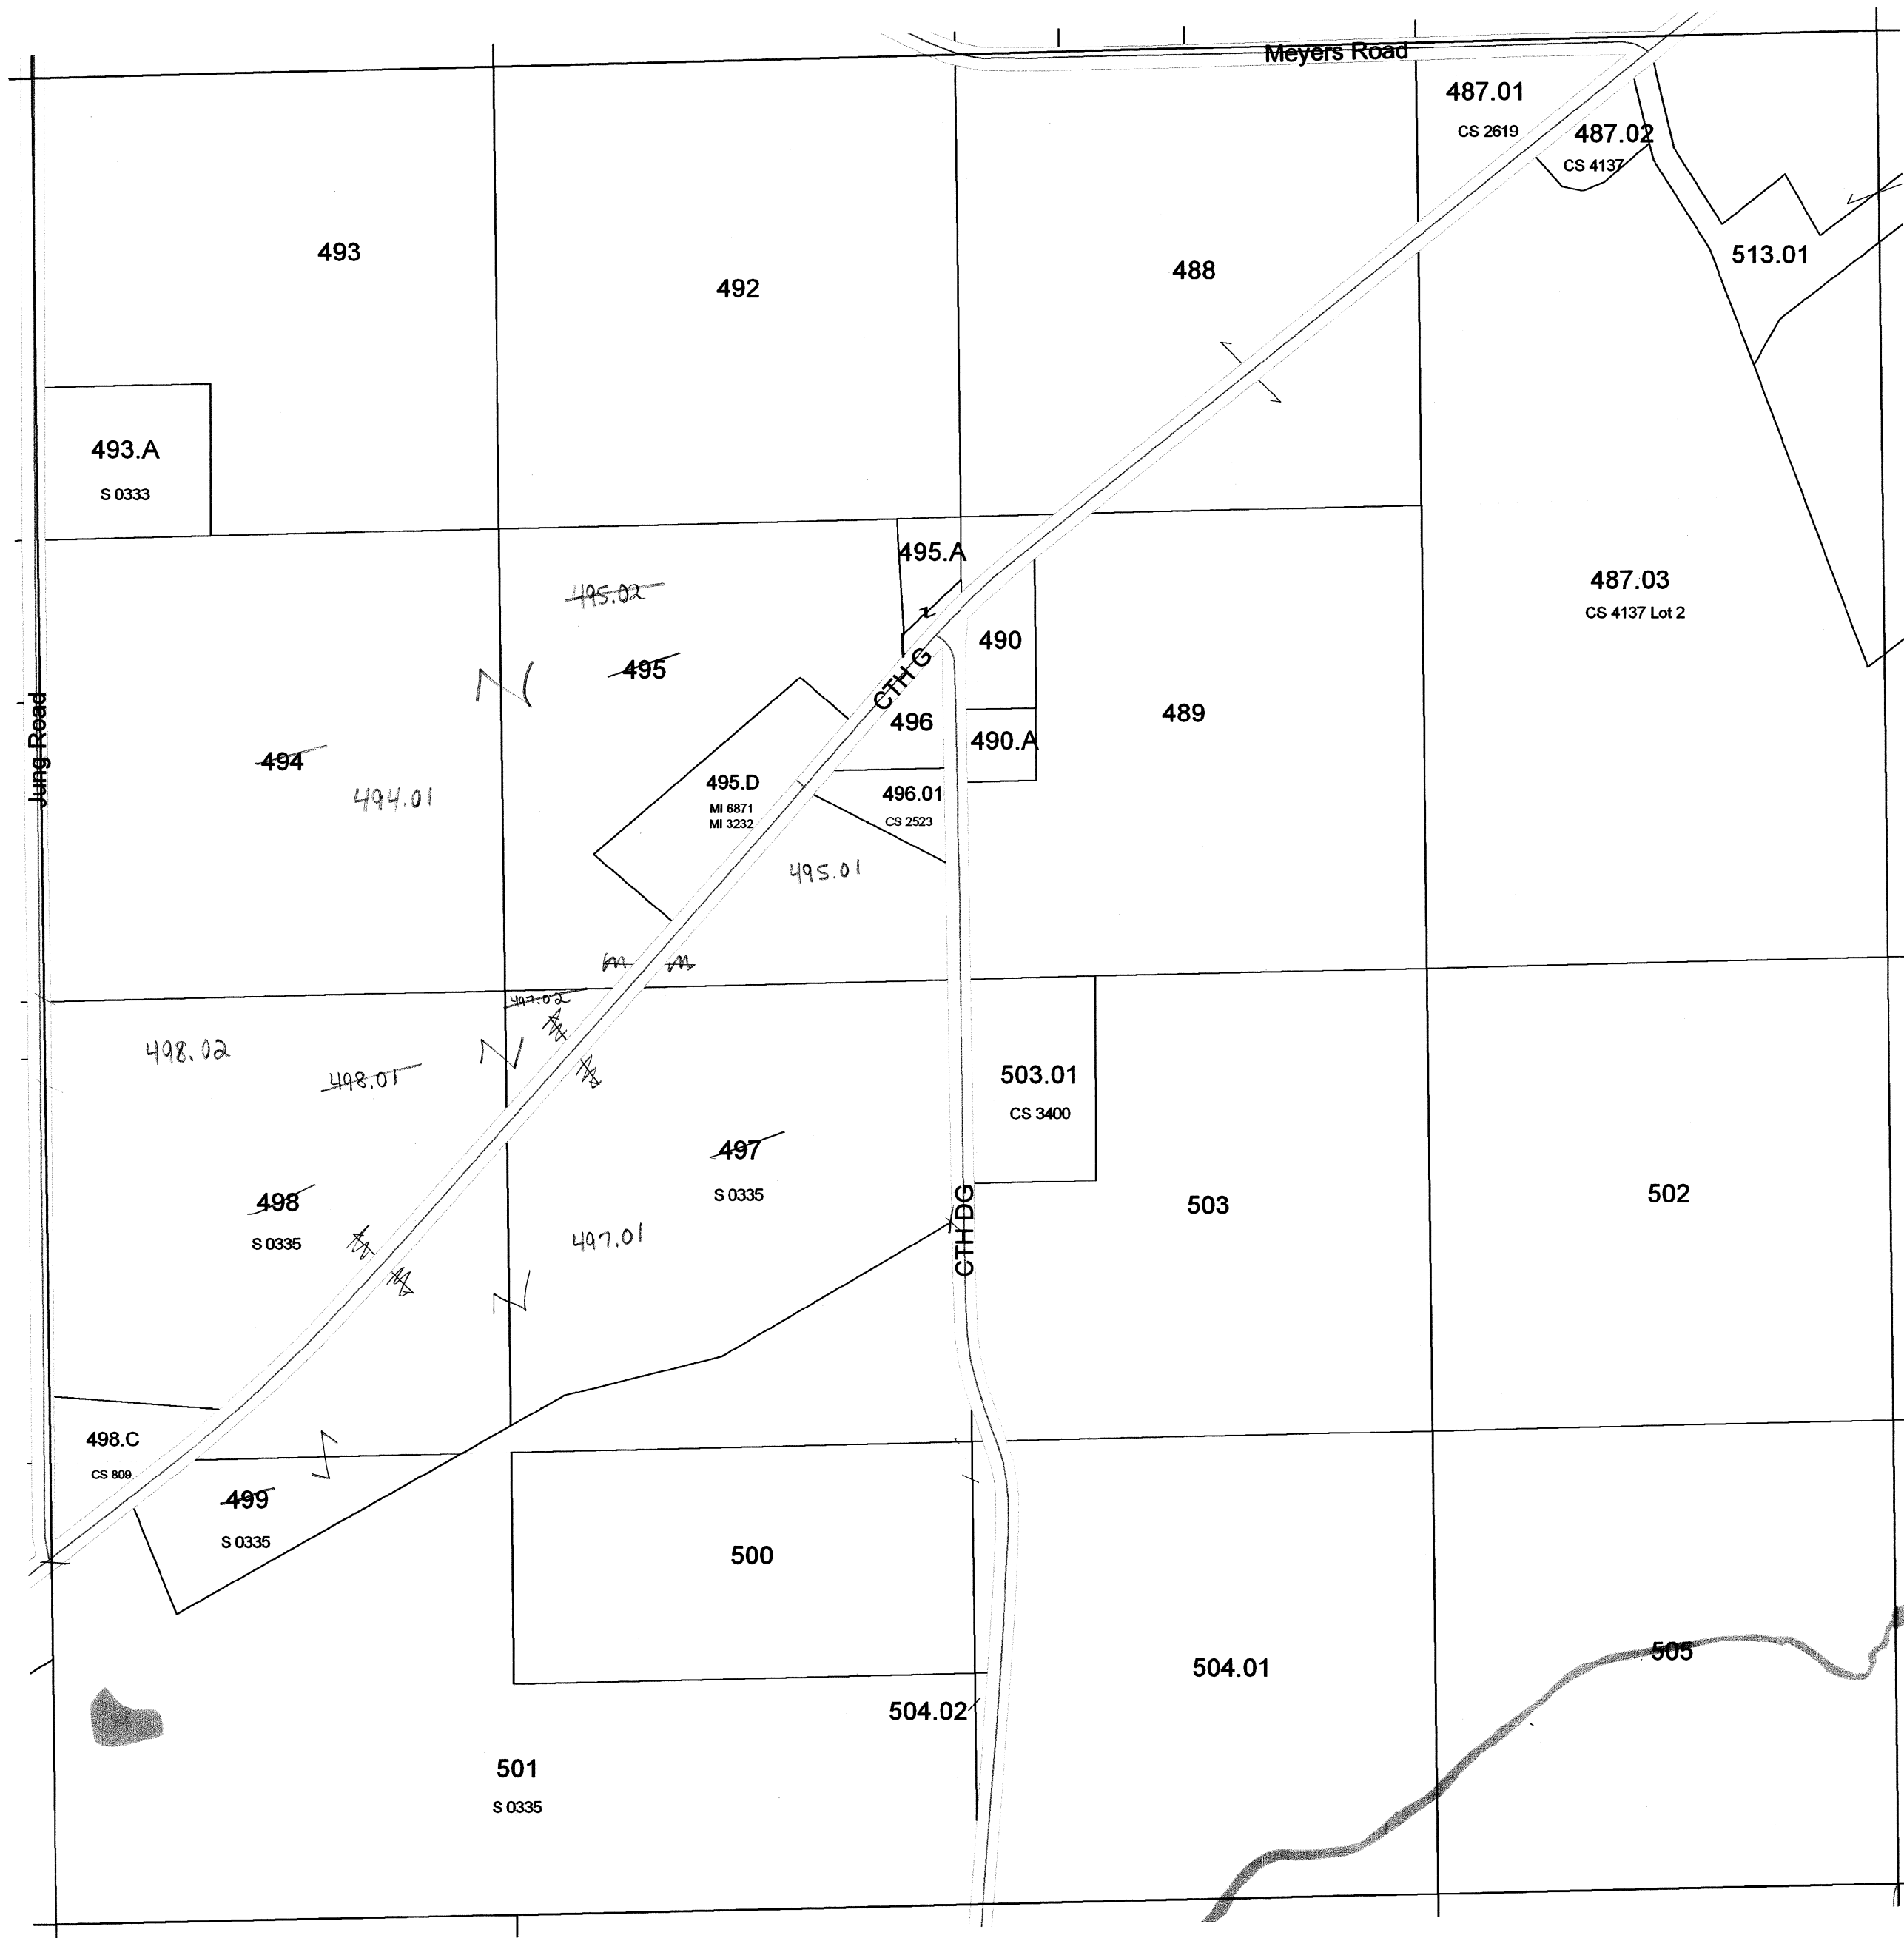 Meyers Road
487.01
CS 2619
487.02
CS 4137
493
492
488
513.01
493.A
S 0333
495.A
495.02
487.03
CS 4137 Lot 2
490
495
CTH G
496
489
490.A
Jung Road
494
494.01
495.D
MI 6871
MI 3232
496.01
CS 2523
495.01
497.02
498.02
498.01
503.01
CS 3400
497
S 0335
498
S 0335
497.01
CTH DG
503
502
498.C
CS 809
499
S 0335
500
504.01
505
504.02
501
S 0335